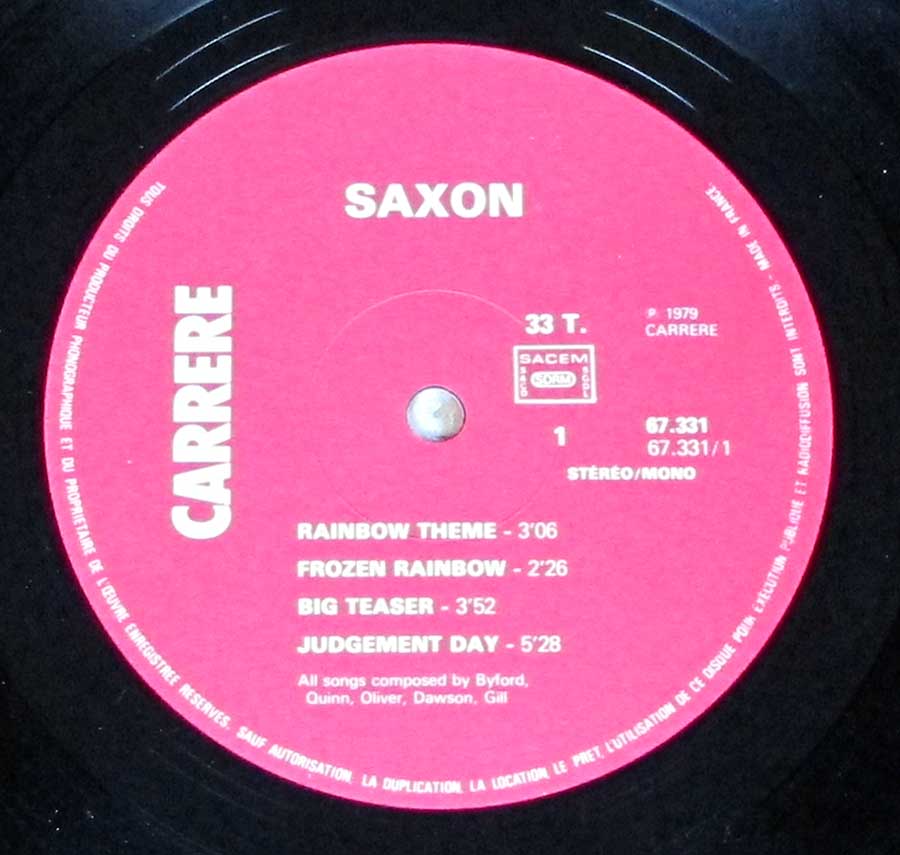 SAXON
CARRERE
33 T.
℗ 1979
CARRERE
SACEM
SACD
SDRM
SCDL
1
67.331
67.331/1
STÉRÉO/MONO
RAINBOW THEME - 3'06
FROZEN RAINBOW - 2'26
BIG TEASER - 3'52
JUDGEMENT DAY - 5'28
All songs composed by Byford,
Quinn, Oliver, Dawson, Gill
TOUS DROITS DU PRODUCTEUR PHONOGRAPHIQUE ET DU PROPRIETAIRE DE L'ŒUVRE ENREGISTREE RESERVES. SAUF AUTORISATION. LA DUPLICATION, LA LOCATION, LE PRET, L'UTILISATION DE CE DISQUE POUR EXECUTION PUBLIQUE ET RADIODIFFUSION SONT INTERDITS - MADE IN FRANCE